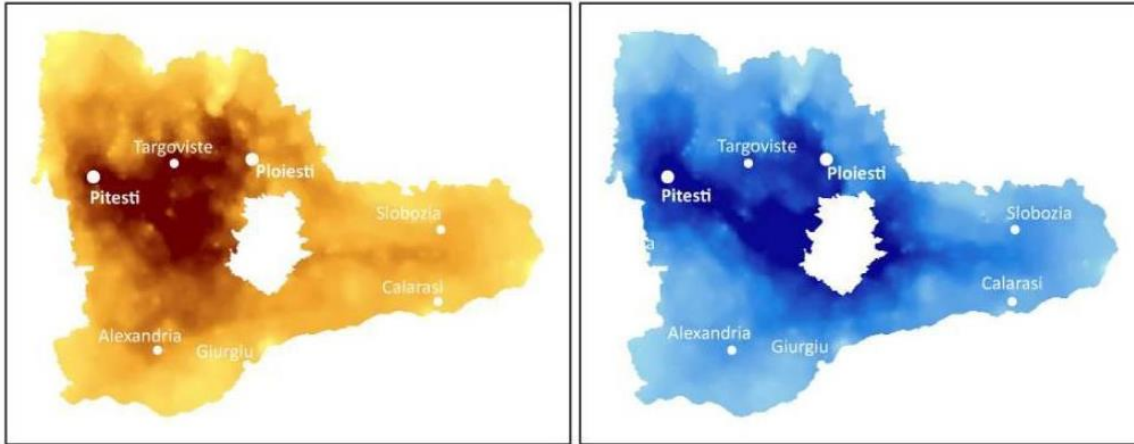 Targoviste
Ploiesti
Pitesti
Slobozia
Calarasi
Alexandria
Giurgiu
Targoviste
Ploiesti
Pitesti
Slobozia
a
Calarasi
Alexandria
Giurgiu